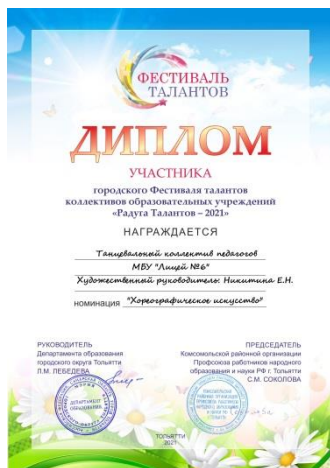 ФЕСТИВАЛЬ
ТАЛАНТОВ
ДИПЛОМ
УЧАСТНИКА
городского Фестиваля талантов
коллективов образовательных учреждений
«Радуга Талантов – 2021»
НАГРАЖДАЕТСЯ
Танцевальный коллектив педагогов
МБУ "Лицей №6"
Художественный руководитель: Никитина Е.Н.
номинация "Хореографическое искусство"
РУКОВОДИТЕЛЬ
Департамента образования
городского округа Тольятти
Л.М. ЛЕБЕДЕВА
ПРЕДСЕДАТЕЛЬ
Комсомольской районной организации
Профсоюза работников народного
образования и науки РФ г. Тольятти
С.М. СОКОЛОВА
ДЕПАРТАМЕНТ
ОБРАЗОВАНИЯ
ТОЛЬЯТТИ
2021